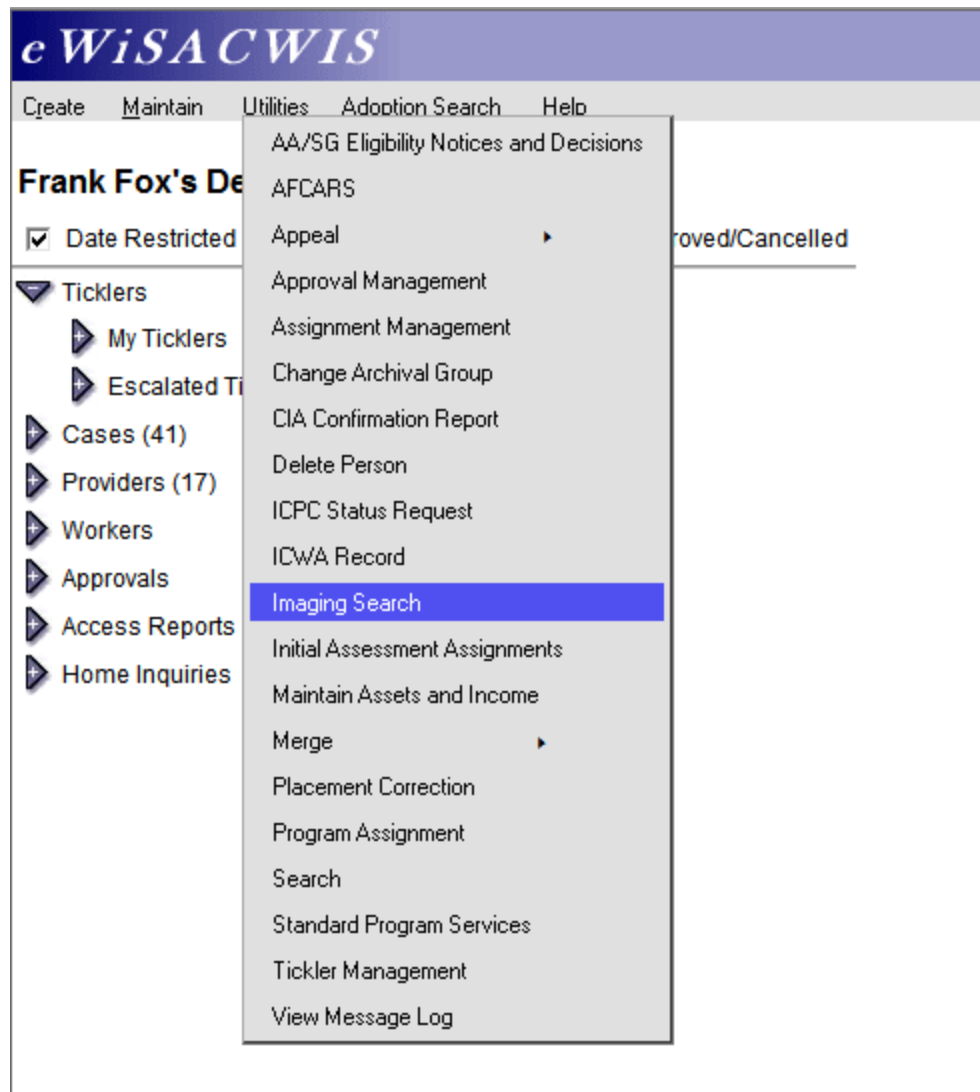 e WiSACWIS
Create Maintain Utilities Adoption Search Help
Frank Fox's De
Date Restricted
roved/Cancelled
Ticklers
My Ticklers
Escalated Ti
Cases (41)
Providers (17)
Workers
Approvals
Access Reports
Home Inquiries
AA/SG Eligibility Notices and Decisions
AFCARS
Appeal
Approval Management
Assignment Management
Change Archival Group
CIA Confirmation Report
Delete Person
ICPC Status Request
ICWA Record
Imaging Search
Initial Assessment Assignments
Maintain Assets and Income
Merge
Placement Correction
Program Assignment
Search
Standard Program Services
Tickler Management
View Message Log